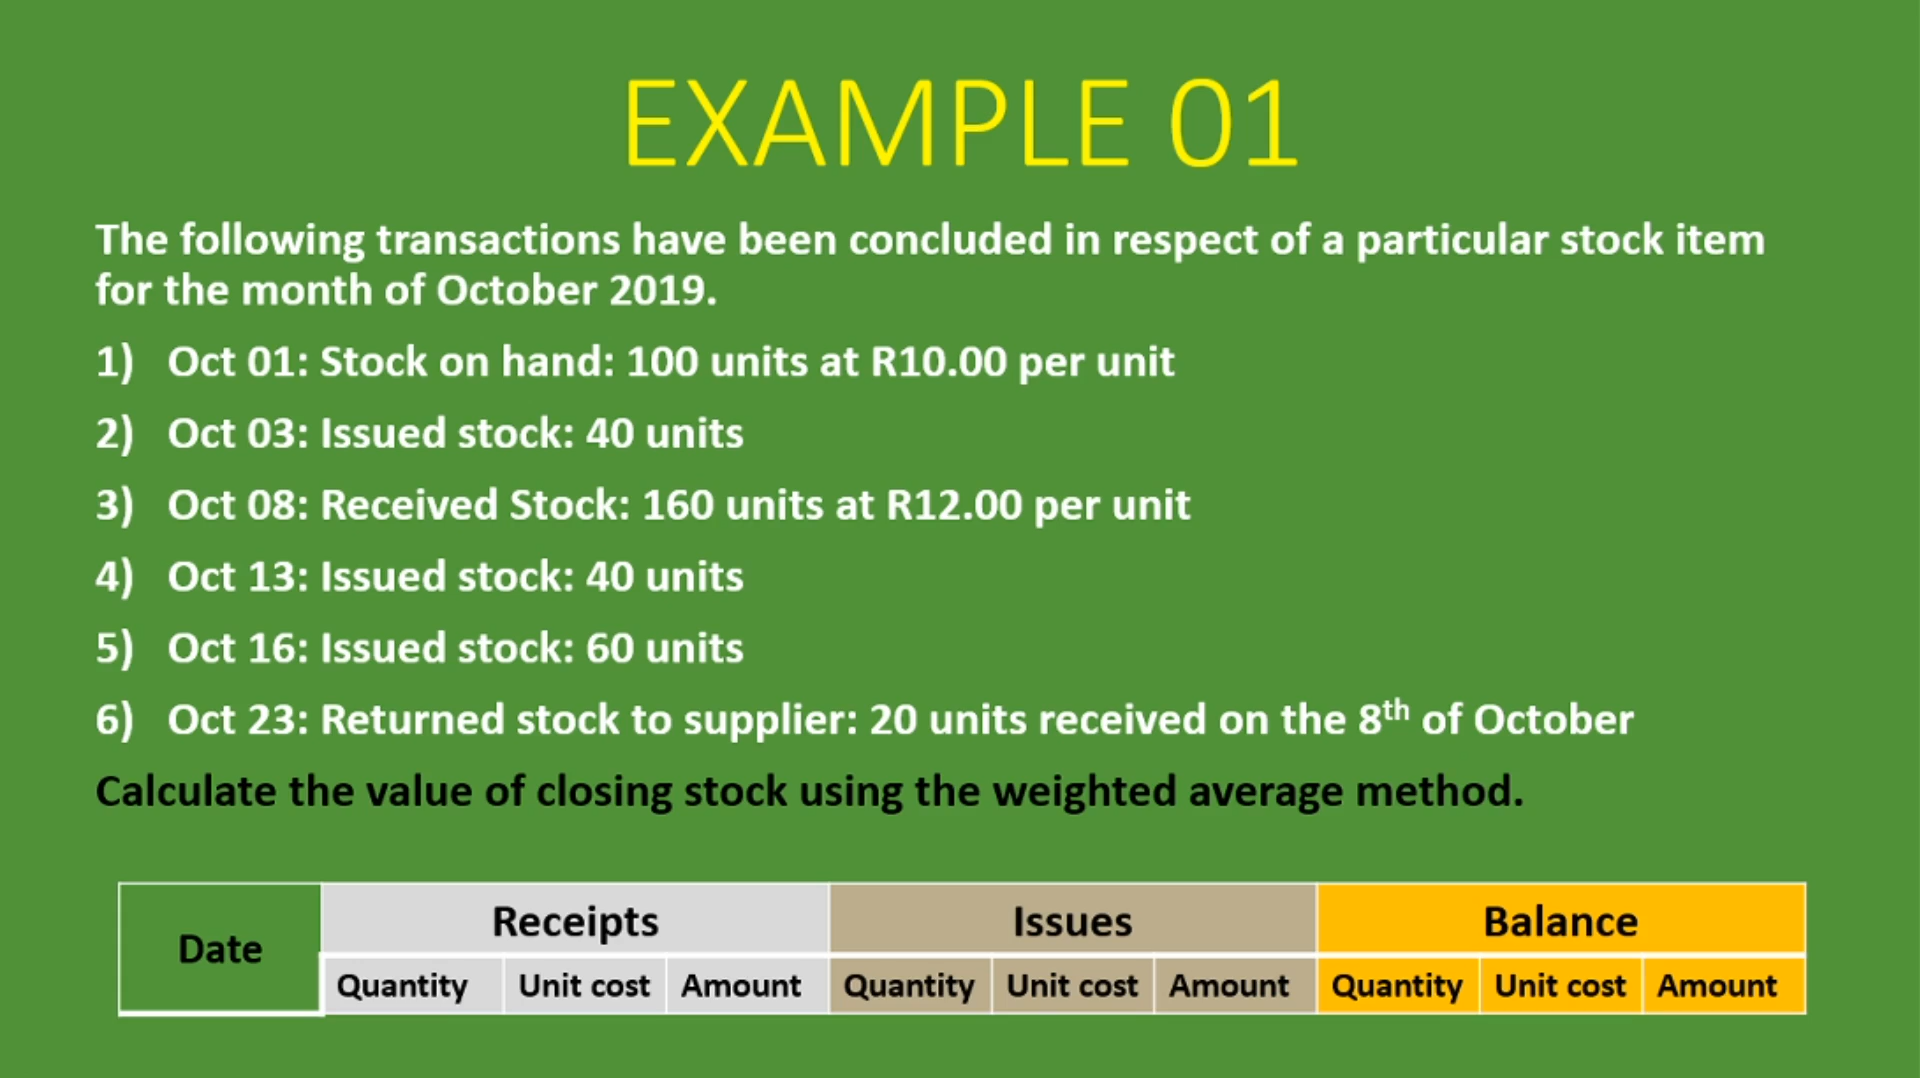 EXAMPLE 01
The following transactions have been concluded in respect of a particular stock item
for the month of October 2019.
1) Oct 01: Stock on hand: 100 units at R10.00 per unit
2) Oct 03: Issued stock: 40 units
3) Oct 08: Received Stock: 160 units at R12.00 per unit
4) Oct 13: Issued stock: 40 units
5) Oct 16: Issued stock: 60 units
6) Oct 23: Returned stock to supplier: 20 units received on the 8th of October
Calculate the value of closing stock using the weighted average method.
Date Receipts Issues Balance
Quantity Unit cost Amount Quantity Unit cost Amount Quantity Unit cost Amount